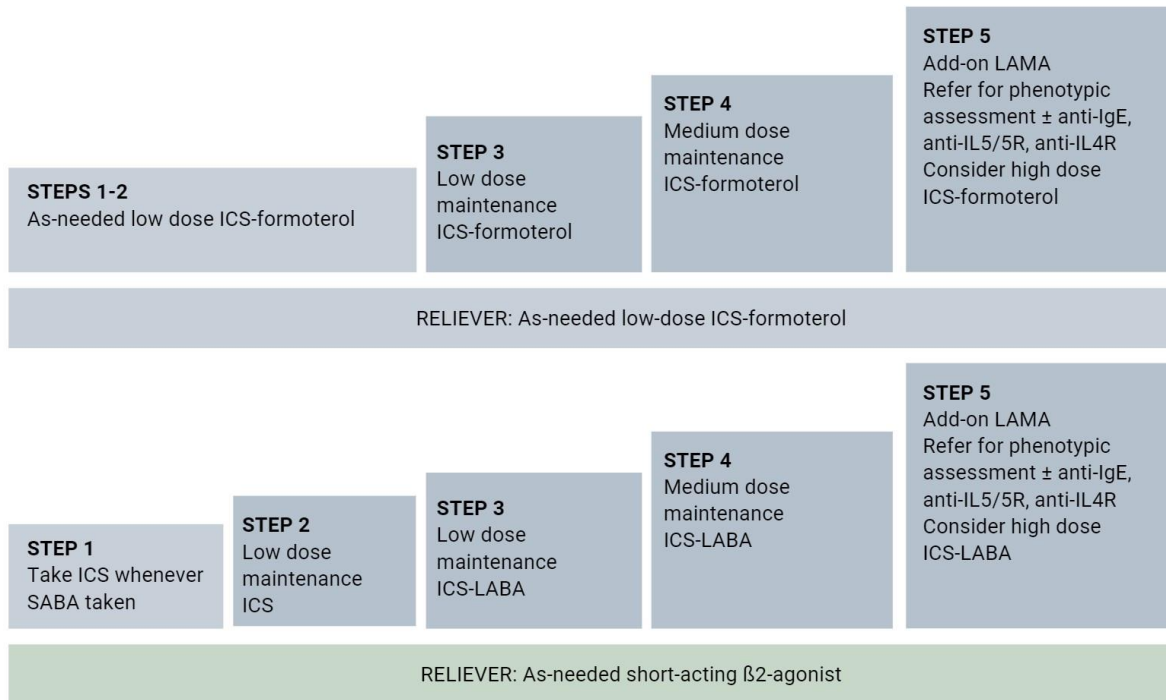 STEPS 1-2
As-needed low dose ICS-formoterol
STEP 3
Low dose
maintenance
ICS-formoterol
STEP 4
Medium dose
maintenance
ICS-formoterol
STEP 5
Add-on LAMA
Refer for phenotypic
assessment ± anti-IgE,
anti-IL5/5R, anti-IL4R
Consider high dose
ICS-formoterol
RELIEVER: As-needed low-dose ICS-formoterol
STEP 1
Take ICS whenever
SABA taken
STEP 2
Low dose
maintenance
ICS
STEP 3
Low dose
maintenance
ICS-LABA
STEP 4
Medium dose
maintenance
ICS-LABA
STEP 5
Add-on LAMA
Refer for phenotypic
assessment ± anti-IgE,
anti-IL5/5R, anti-IL4R
Consider high dose
ICS-LABA
RELIEVER: As-needed short-acting ß2-agonist